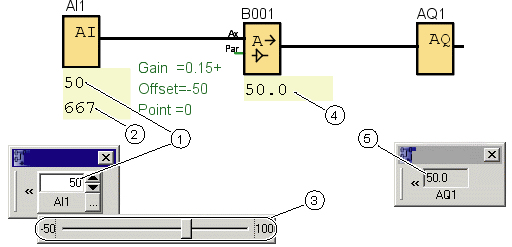 AI1
B001
AQ1
AI
Ax
Par
A→
AQ
50
667
Gain =0.15+
Offset=-50
Point =0
50.0
1
2
3
4
5
« 50
AI1 ...
« 50.0
AQ1
-50 100